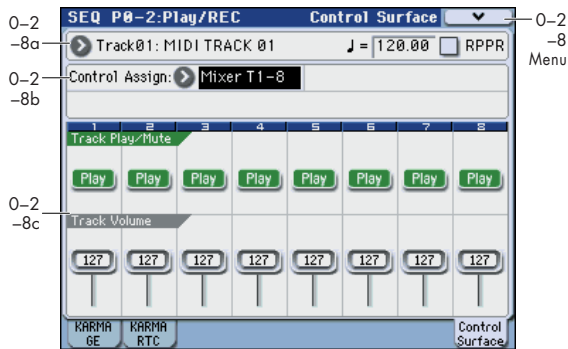 SEQ P0-2:Play/REC Control Surface
0-2
-8a
0-2
-8
Menu
Track01: MIDI TRACK 01 ♩= 120.00 RPPR
0-2
-8b
Control Assign: Mixer T1-8
1 2 3 4 5 6 7 8
Track Play/Mute
Play Play Play Play Play Play Play Play
0-2
-8c
Track Volume
127 127 127 127 127 127 127 127
KARMA GE
KARMA RTC
Control Surface